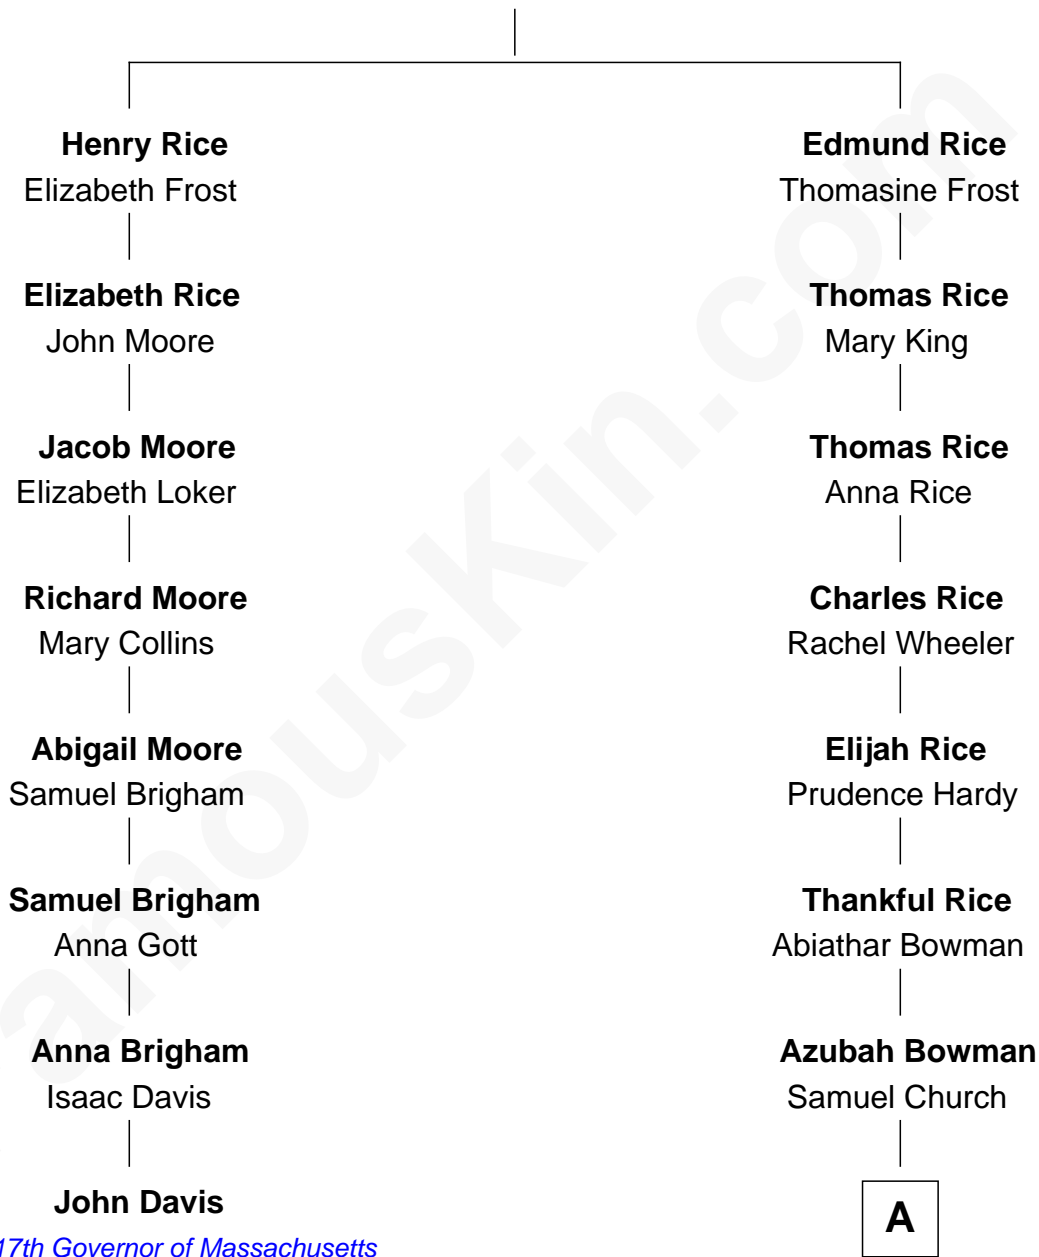 Henry Rice
Elizabeth Frost
Elizabeth Rice
John Moore
Jacob Moore
Elizabeth Loker
Richard Moore
Mary Collins
Abigail Moore
Samuel Brigham
Samuel Brigham
Anna Gott
Anna Brigham
Isaac Davis
John Davis
17th Governor of Massachusetts
Edmund Rice
Thomasine Frost
Thomas Rice
Mary King
Thomas Rice
Anna Rice
Charles Rice
Rachel Wheeler
Elijah Rice
Prudence Hardy
Thankful Rice
Abiathar Bowman
Azubah Bowman
Samuel Church
A
amouskin.com